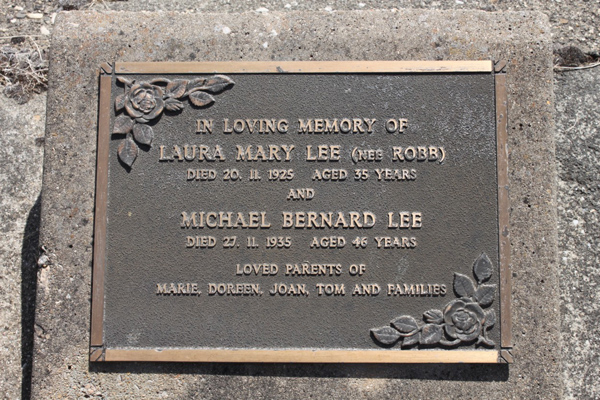 IN LOVING MEMORY OF
LAURA MARY LEE (NEE ROBB)
DIED 20. 11. 1925 AGED 35 YEARS
AND
MICHAEL BERNARD LEE
DIED 27. 11. 1935 AGED 46 YEARS
LOVED PARENTS OF
MARIE, DOREEN, JOAN, TOM AND FAMILIES